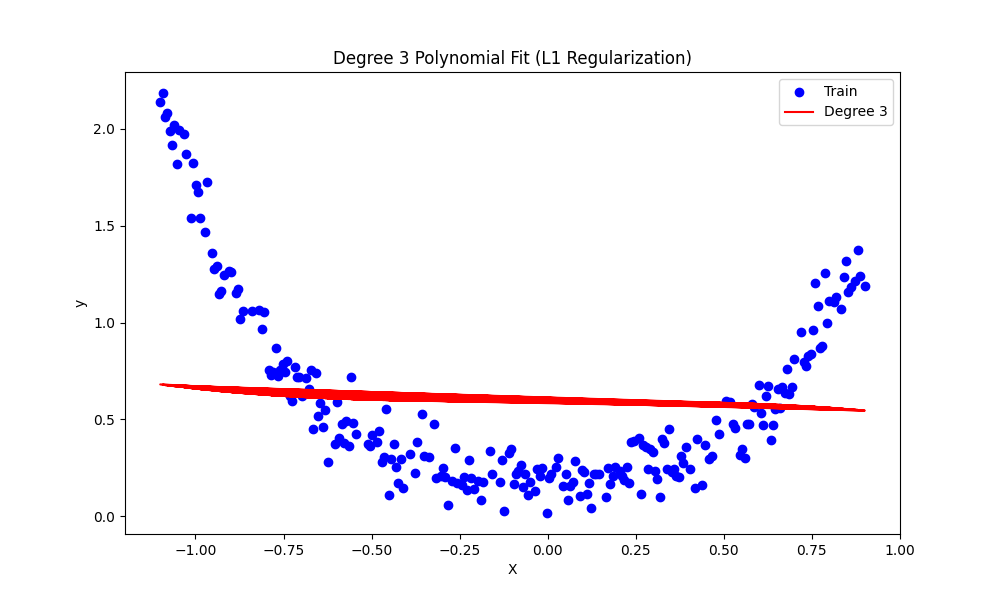 Degree 3 Polynomial Fit (L1 Regularization)
Train
Degree 3
2.0
1.5
1.0
0.5
0.0
y
−1.00
−0.75
−0.50
−0.25
0.00
0.25
0.50
0.75
1.00
X